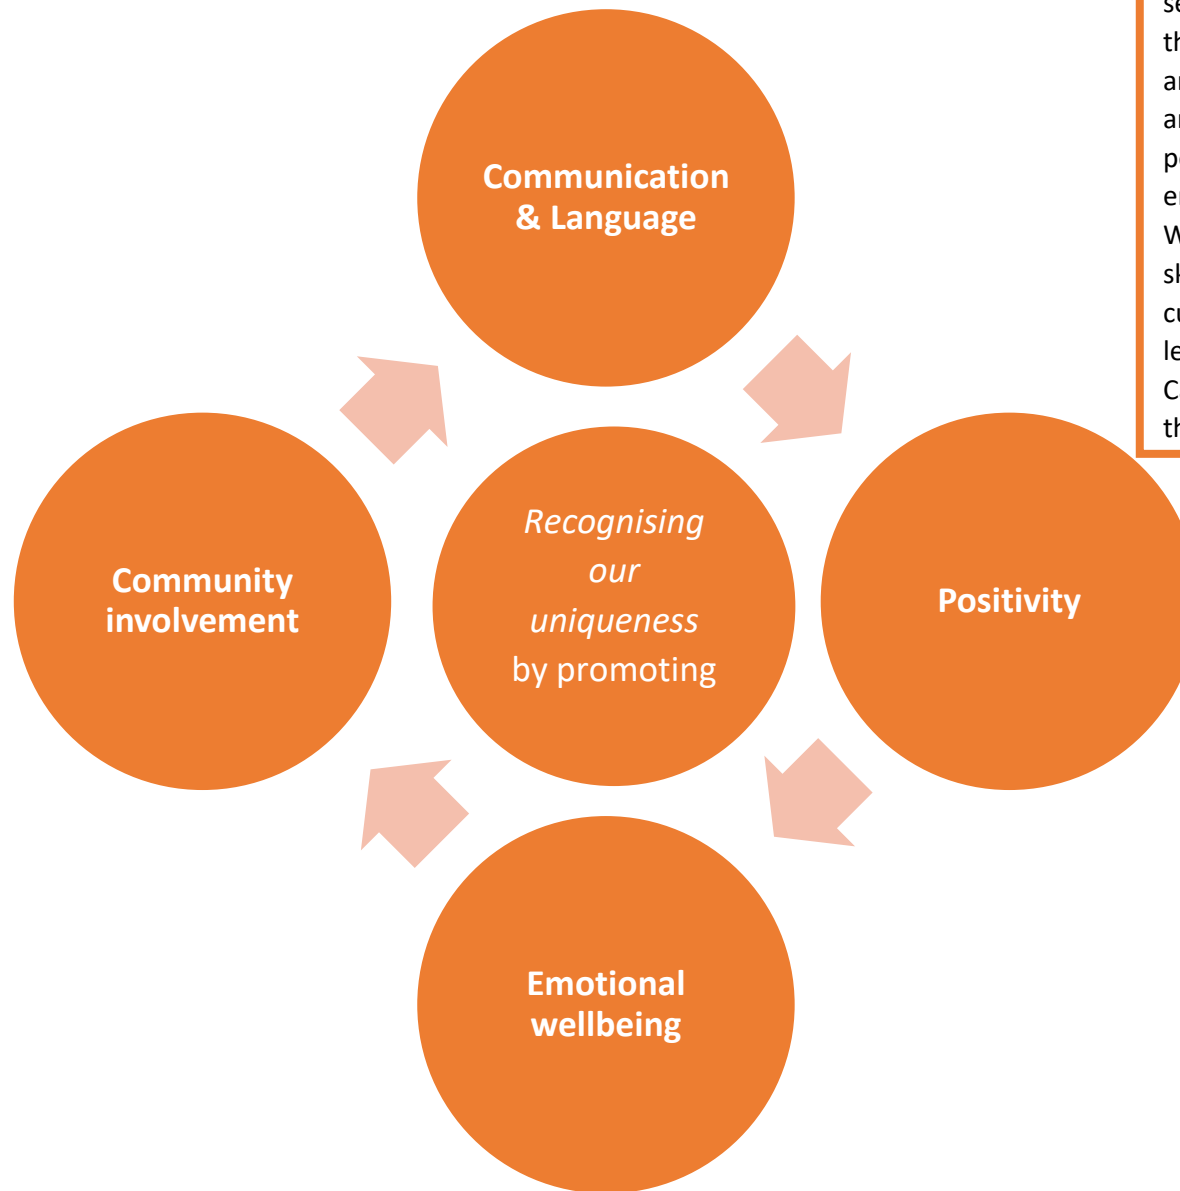 Communication
& Language
Recognising
our
uniqueness
by promoting
Community
involvement
Positivity
Emotional
wellbeing